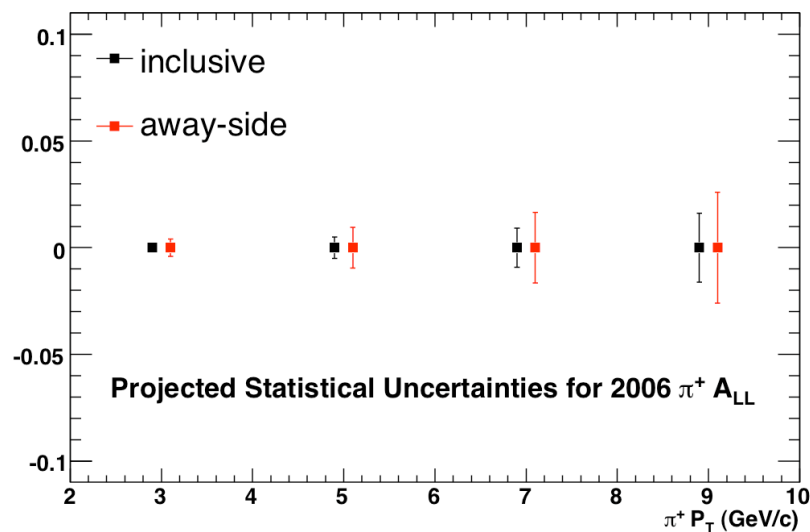 0.1
inclusive
away-side
0.05
0
-0.05
Projected Statistical Uncertainties for 2006 π⁺ A_LL
-0.1
2 3 4 5 6 7 8 9 10
π⁺ P_T (GeV/c)